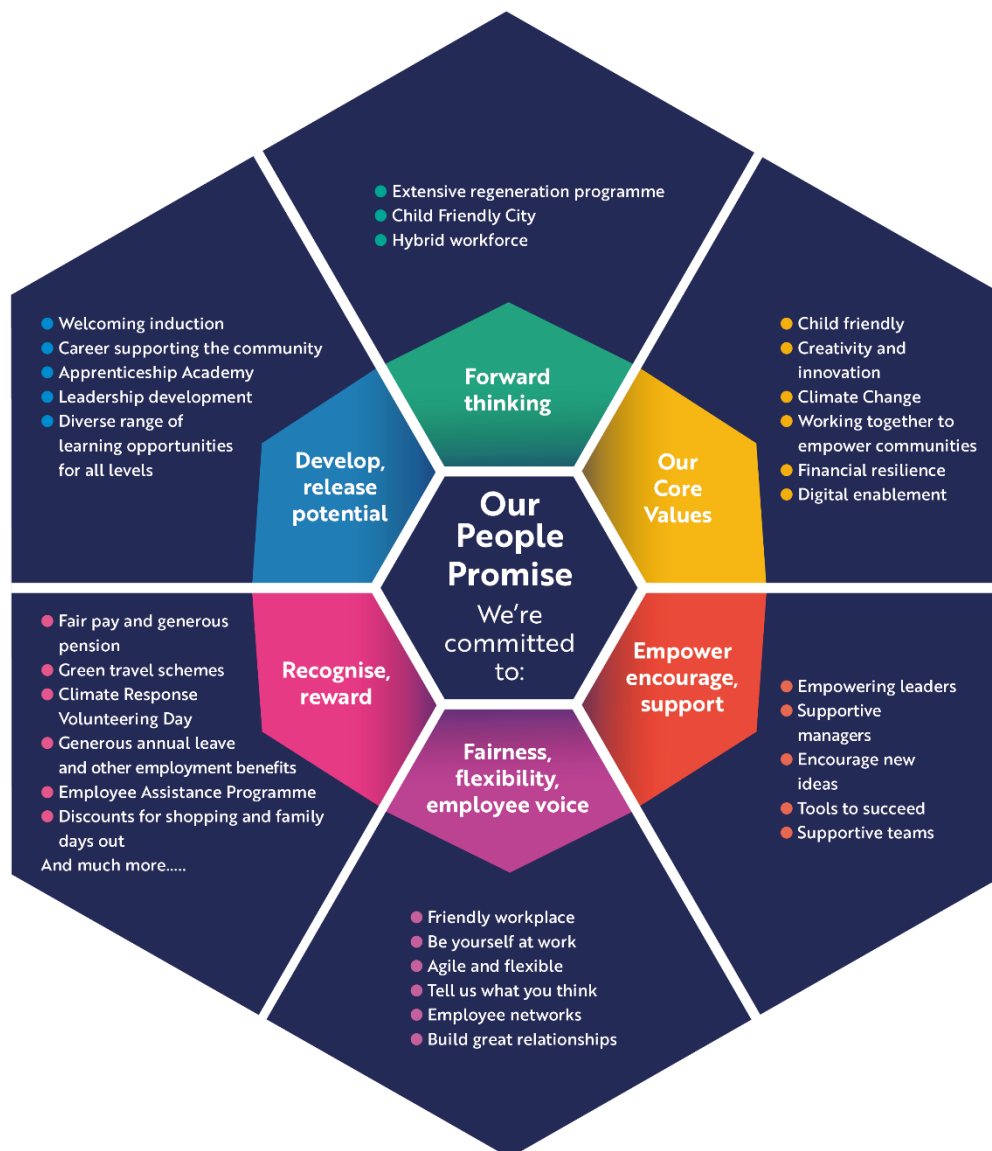 Our
People
Promise
We're
committed
to:
Forward
thinking
● Extensive regeneration programme
● Child Friendly City
● Hybrid workforce
Our
Core
Values
● Child friendly
● Creativity and
innovation
● Climate Change
● Working together to
empower communities
● Financial resilience
● Digital enablement
Empower
encourage,
support
● Empowering leaders
● Supportive
managers
● Encourage new
ideas
● Tools to succeed
● Supportive teams
Fairness,
flexibility,
employee voice
● Friendly workplace
● Be yourself at work
● Agile and flexible
● Tell us what you think
● Employee networks
● Build great relationships
Recognise,
reward
● Fair pay and generous
pension
● Green travel schemes
● Climate Response
Volunteering Day
● Generous annual leave
and other employment benefits
● Employee Assistance Programme
● Discounts for shopping and family
days out
And much more.....
Develop,
release
potential
● Welcoming induction
● Career supporting the community
● Apprenticeship Academy
● Leadership development
● Diverse range of
learning opportunities
for all levels